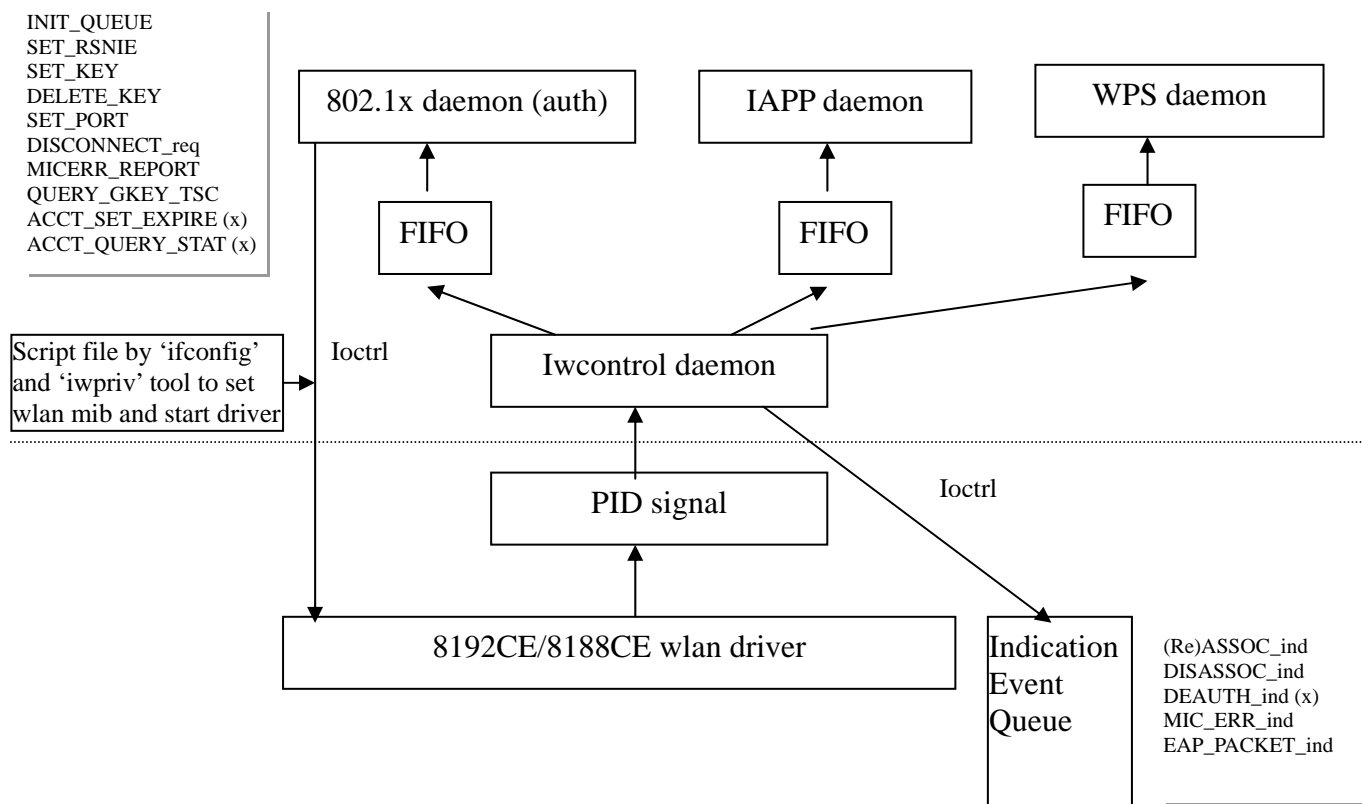 INIT_QUEUE
SET_RSNIE
SET_KEY
DELETE_KEY
SET_PORT
DISCONNECT_req
MICERR_REPORT
QUERY_GKEY_TSC
ACCT_SET_EXPIRE (x)
ACCT_QUERY_STAT (x)
802.1x daemon (auth)
IAPP daemon
WPS daemon
FIFO
FIFO
FIFO
Script file by ‘ifconfig’
and ‘iwpriv’ tool to set
wlan mib and start driver
Ioctrl
Iwcontrol daemon
PID signal
Ioctrl
8192CE/8188CE wlan driver
Indication
Event
Queue
(Re)ASSOC_ind
DISASSOC_ind
DEAUTH_ind (x)
MIC_ERR_ind
EAP_PACKET_ind